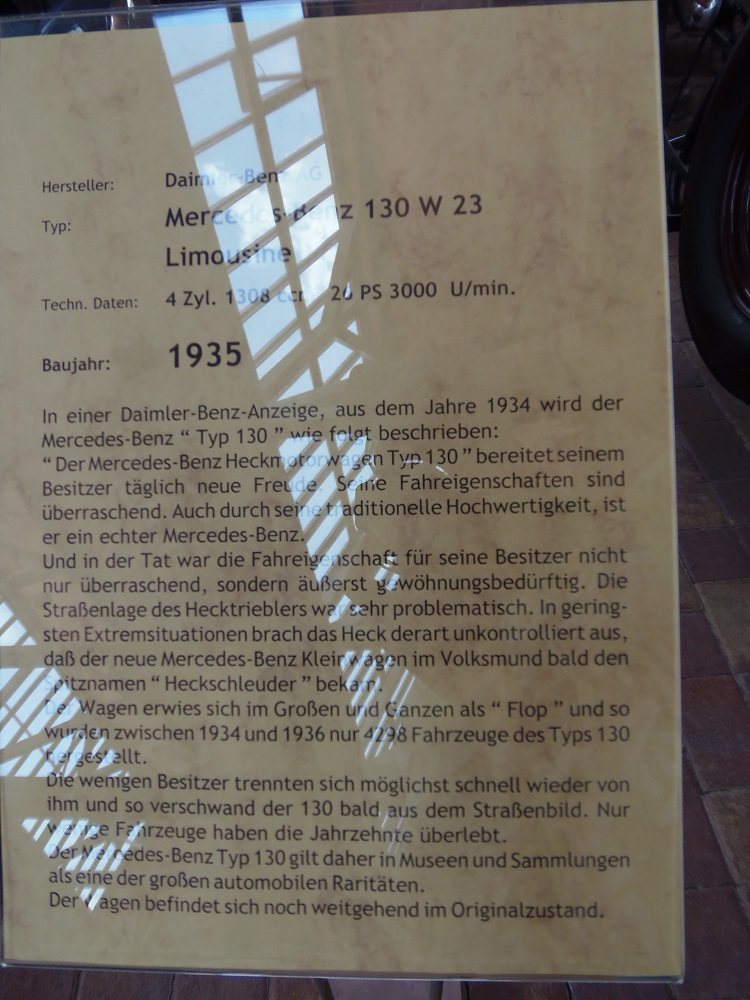 Hersteller: Daimler-Benz AG
Typ: Mercedes-Benz 130 W 23
Limousine
Techn. Daten: 4 Zyl. 1308 ccm 26 PS 3000 U/min.
Baujahr: 1935
In einer Daimler-Benz-Anzeige, aus dem Jahre 1934 wird der
Mercedes-Benz “ Typ 130 ” wie folgt beschrieben:
“ Der Mercedes-Benz Heckmotorwagen Typ 130 ” bereitet seinem
Besitzer täglich neue Freude. Seine Fahreigenschaften sind
überraschend. Auch durch seine traditionelle Hochwertigkeit, ist
er ein echter Mercedes-Benz.
Und in der Tat war die Fahreigenschaft für seine Besitzer nicht
nur überraschend, sondern äußerst gewöhnungsbedürftig. Die
Straßenlage des Hecktrieblers war sehr problematisch. In gering-
sten Extremsituationen brach das Heck derart unkontrolliert aus,
daß der neue Mercedes-Benz Kleinwagen im Volksmund bald den
Spitznamen “ Heckschleuder ” bekam.
Der Wagen erwies sich im Großen und Ganzen als “ Flop ” und so
wurden zwischen 1934 und 1936 nur 4298 Fahrzeuge des Typs 130
hergestellt.
Die wenigen Besitzer trennten sich möglichst schnell wieder von
ihm und so verschwand der 130 bald aus dem Straßenbild. Nur
wenige Fahrzeuge haben die Jahrzehnte überlebt.
Der Mercedes-Benz Typ 130 gilt daher in Museen und Sammlungen
als eine der großen automobilen Raritäten.
Der Wagen befindet sich noch weitgehend im Originalzustand.